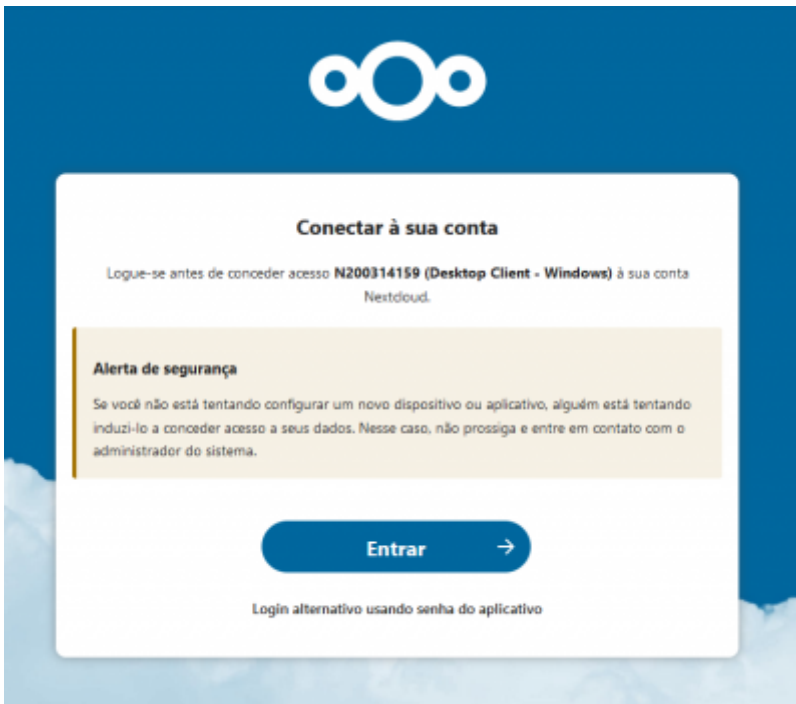 Conectar à sua conta
Logue-se antes de conceder acesso N200314159 (Desktop Client - Windows) à sua conta
Nextcloud.
Alerta de segurança
Se você não está tentando configurar um novo dispositivo ou aplicativo, alguém está tentando
induzi-lo a conceder acesso a seus dados. Nesse caso, não prossiga e entre em contato com o
administrador do sistema.
Entrar
Login alternativo usando senha do aplicativo